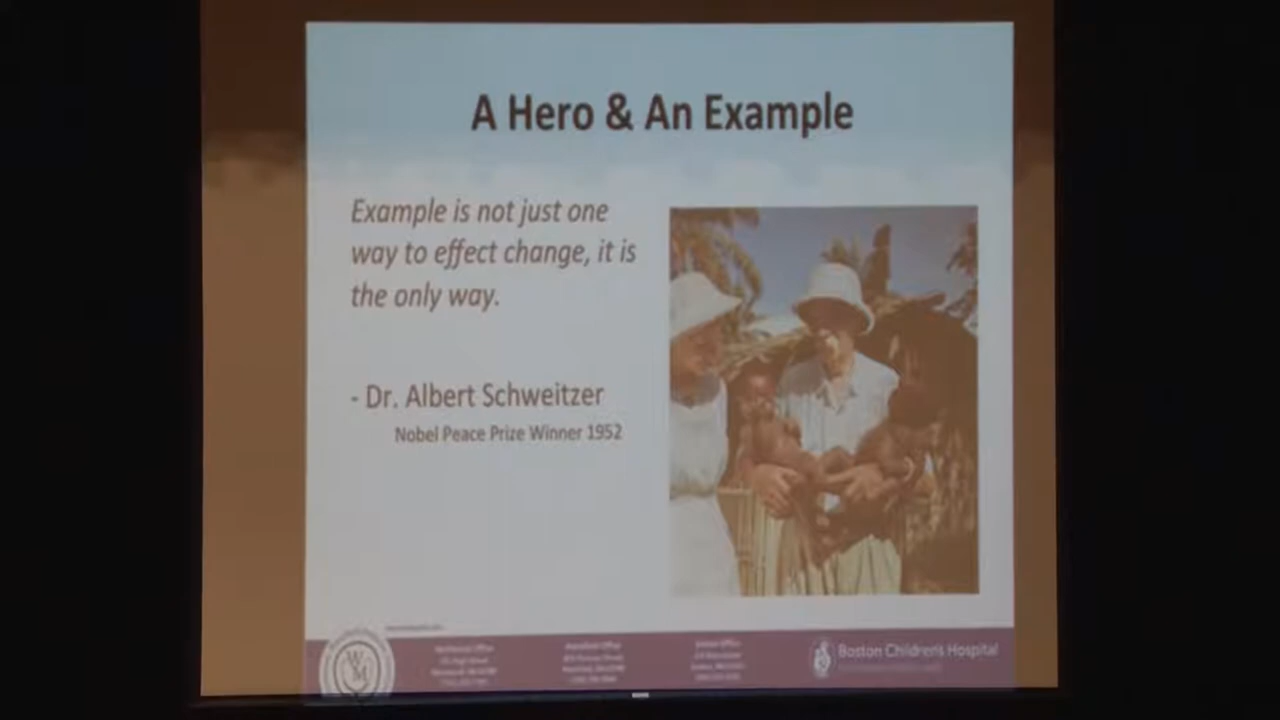 A Hero & An Example
Example is not just one
way to effect change, it is
the only way.
- Dr. Albert Schweitzer
Nobel Peace Prize Winner 1952
WM
Boston Children's Hospital